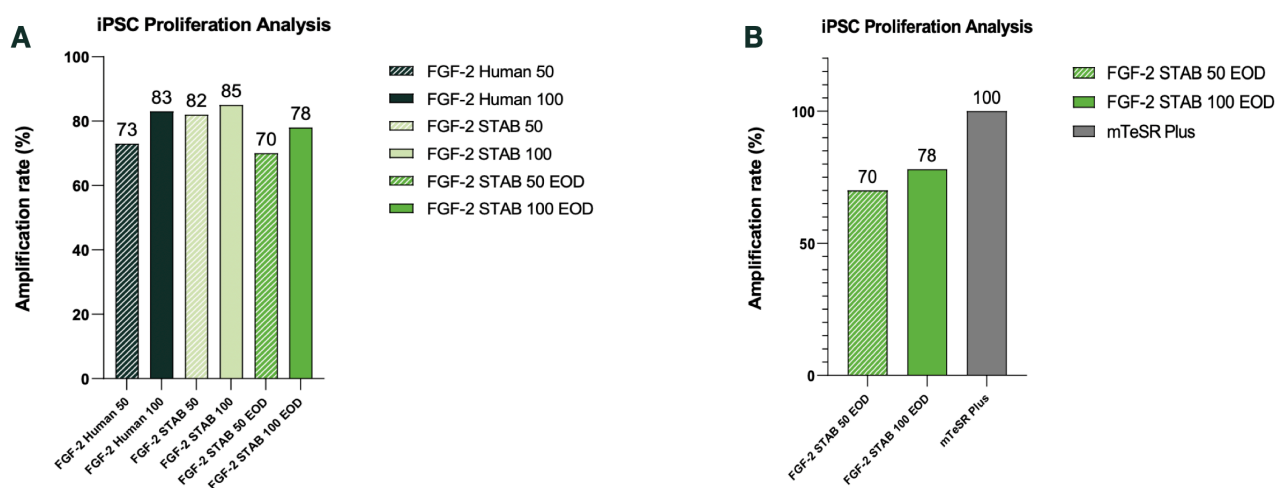 A
iPSC Proliferation Analysis
Amplification rate (%)
100
80
60
40
20
0
73
83
82
85
70
78
FGF-2 Human 50
FGF-2 Human 100
FGF-2 STAB 50
FGF-2 STAB 100
FGF-2 STAB 50 EOD
FGF-2 STAB 100 EOD
FGF-2 Human 50
FGF-2 Human 100
FGF-2 STAB 50
FGF-2 STAB 100
FGF-2 STAB 50 EOD
FGF-2 STAB 100 EOD
B
iPSC Proliferation Analysis
Amplification rate (%)
100
50
0
70
78
100
FGF-2 STAB 50 EOD
FGF-2 STAB 100 EOD
mTeSR Plus
FGF-2 STAB 50 EOD
FGF-2 STAB 100 EOD
mTeSR Plus